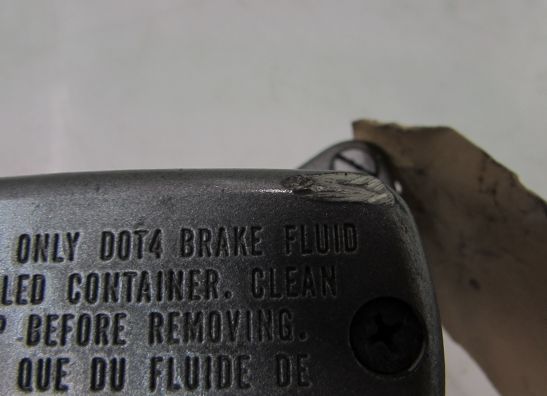 ONLY DOT4 BRAKE FLUID
LED CONTAINER. CLEAN
P BEFORE REMOVING.
QUE DU FLUIDE DE